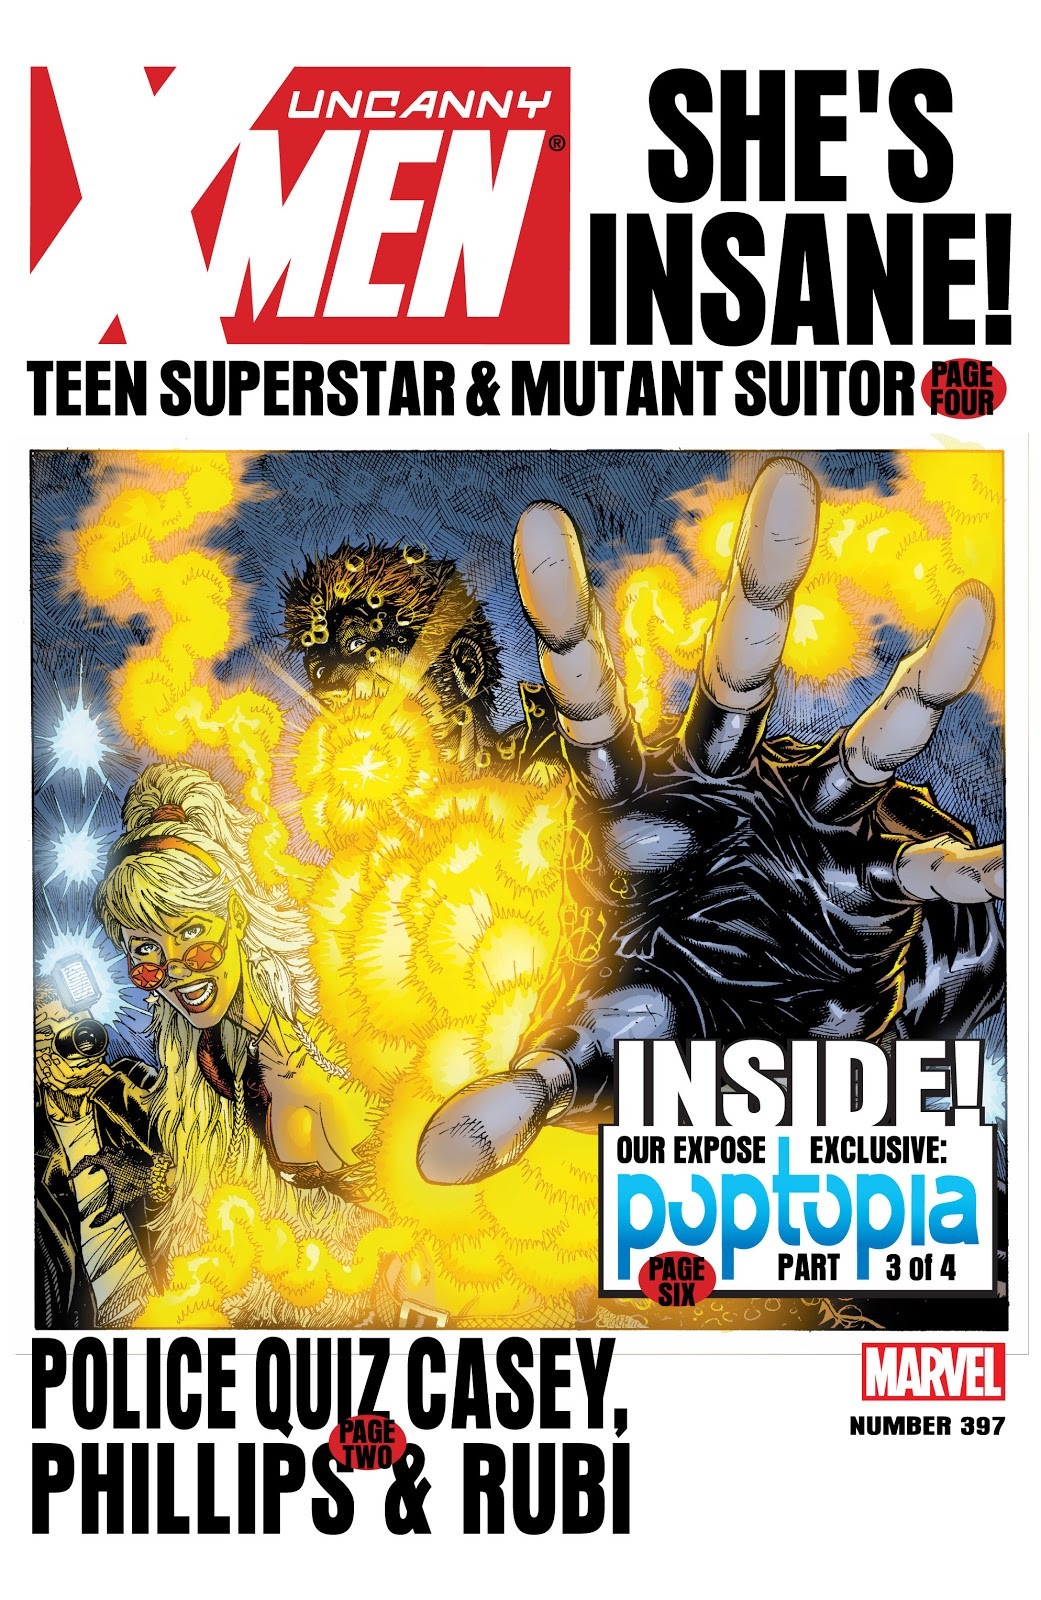 UNCANNY
X-MEN®
SHE'S
INSANE!
TEEN SUPERSTAR & MUTANT SUITOR
PAGE
FOUR
INSIDE!
OUR EXPOSE EXCLUSIVE:
poptopia
PAGE
SIX
PART 3 of 4
POLICE QUIZ CASEY,
PAGE
TWO
PHILLIPS & RUBÍ
MARVEL
NUMBER 397